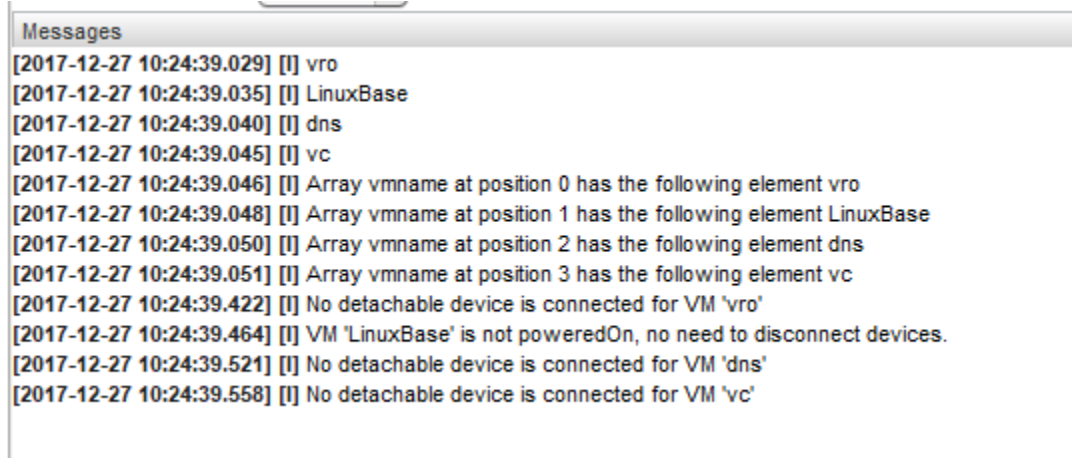 Messages
[2017-12-27 10:24:39.029] [I] vro
[2017-12-27 10:24:39.035] [I] LinuxBase
[2017-12-27 10:24:39.040] [I] dns
[2017-12-27 10:24:39.045] [I] vc
[2017-12-27 10:24:39.046] [I] Array vmname at position 0 has the following element vro
[2017-12-27 10:24:39.048] [I] Array vmname at position 1 has the following element LinuxBase
[2017-12-27 10:24:39.050] [I] Array vmname at position 2 has the following element dns
[2017-12-27 10:24:39.051] [I] Array vmname at position 3 has the following element vc
[2017-12-27 10:24:39.422] [I] No detachable device is connected for VM 'vro'
[2017-12-27 10:24:39.464] [I] VM 'LinuxBase' is not poweredOn, no need to disconnect devices.
[2017-12-27 10:24:39.521] [I] No detachable device is connected for VM 'dns'
[2017-12-27 10:24:39.558] [I] No detachable device is connected for VM 'vc'